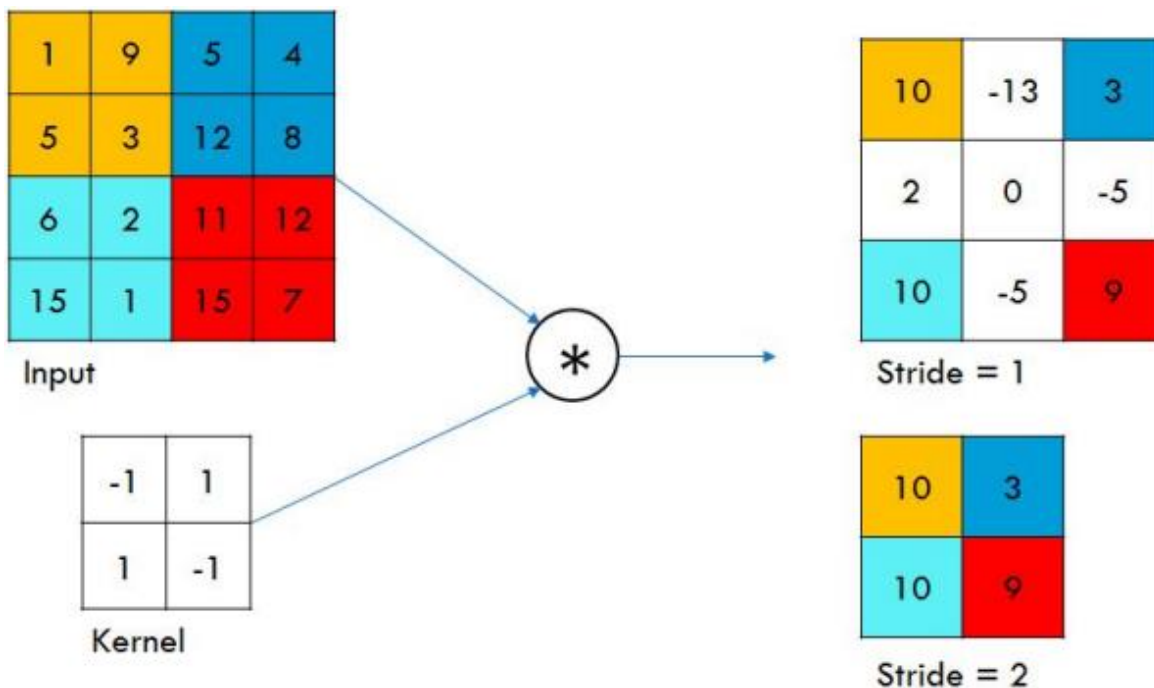 1 9 5 4
5 3 12 8
6 2 11 12
15 1 15 7
Input
-1 1
1 -1
Kernel
*
10 -13 3
2 0 -5
10 -5 9
Stride = 1
10 3
10 9
Stride = 2